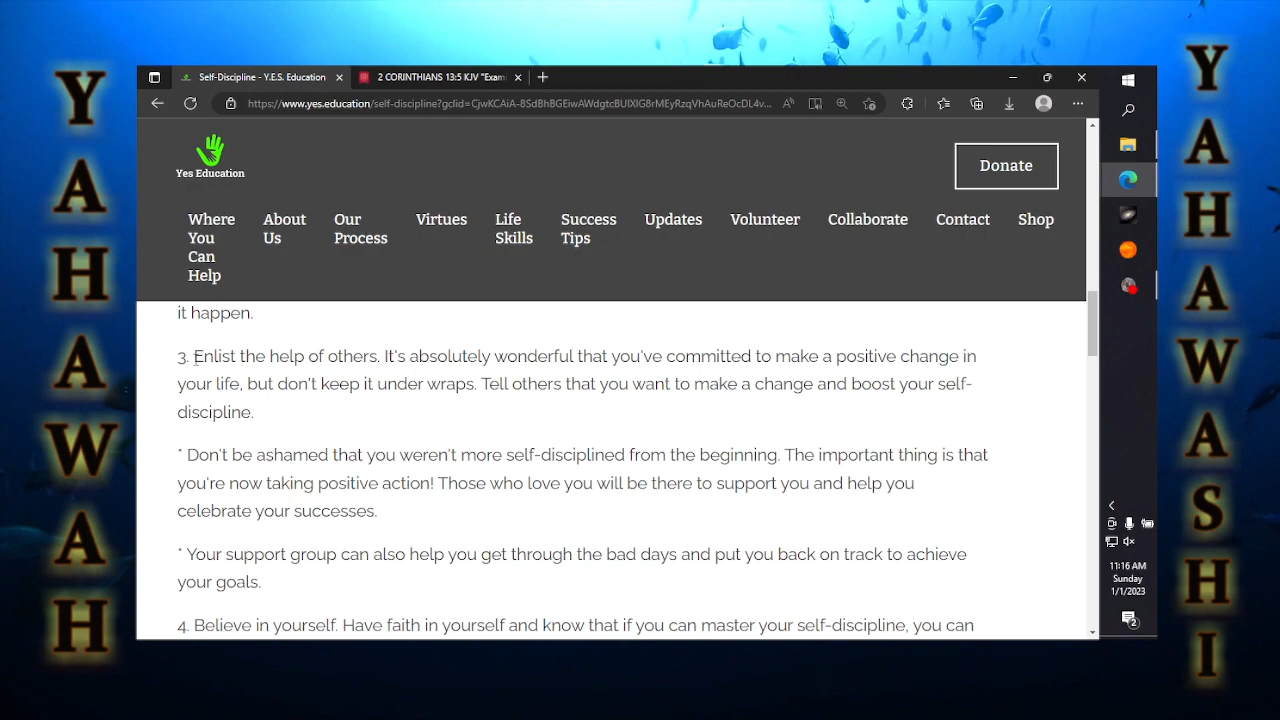 YAHAWAH
YAHAWASHI
Self-Discipline - Y.E.S. Education
2 CORINTHIANS 13:5 KJV "Exam
https://www.yes.education/self-discipline?gclid=CjwKCAiA-8SdBhBGEiwAWdgtcBUIXlG8rMEyRzqVhAuReOcDL4v...
Yes Education
Donate
Where You Can Help
About Us
Our Process
Virtues
Life Skills
Success Tips
Updates
Volunteer
Collaborate
Contact
Shop
it happen.
3. Enlist the help of others. It's absolutely wonderful that you've committed to make a positive change in
your life, but don't keep it under wraps. Tell others that you want to make a change and boost your self-
discipline.
* Don't be ashamed that you weren't more self-disciplined from the beginning. The important thing is that
you're now taking positive action! Those who love you will be there to support you and help you
celebrate your successes.
* Your support group can also help you get through the bad days and put you back on track to achieve
your goals.
4. Believe in yourself. Have faith in yourself and know that if you can master your self-discipline, you can
11:16 AM
Sunday
1/1/2023
2